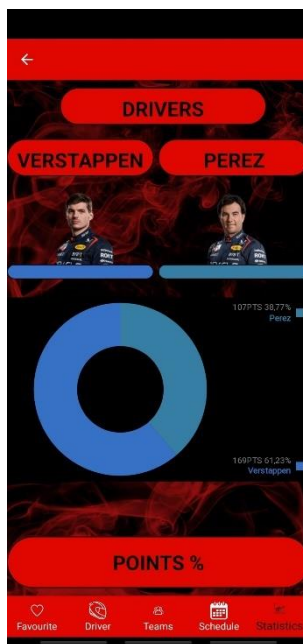 DRIVERS
VERSTAPPEN PEREZ
107PTS 38,77%
Perez
169PTS 61,23%
Verstappen
POINTS %
Favourite Driver Teams Schedule Statistics